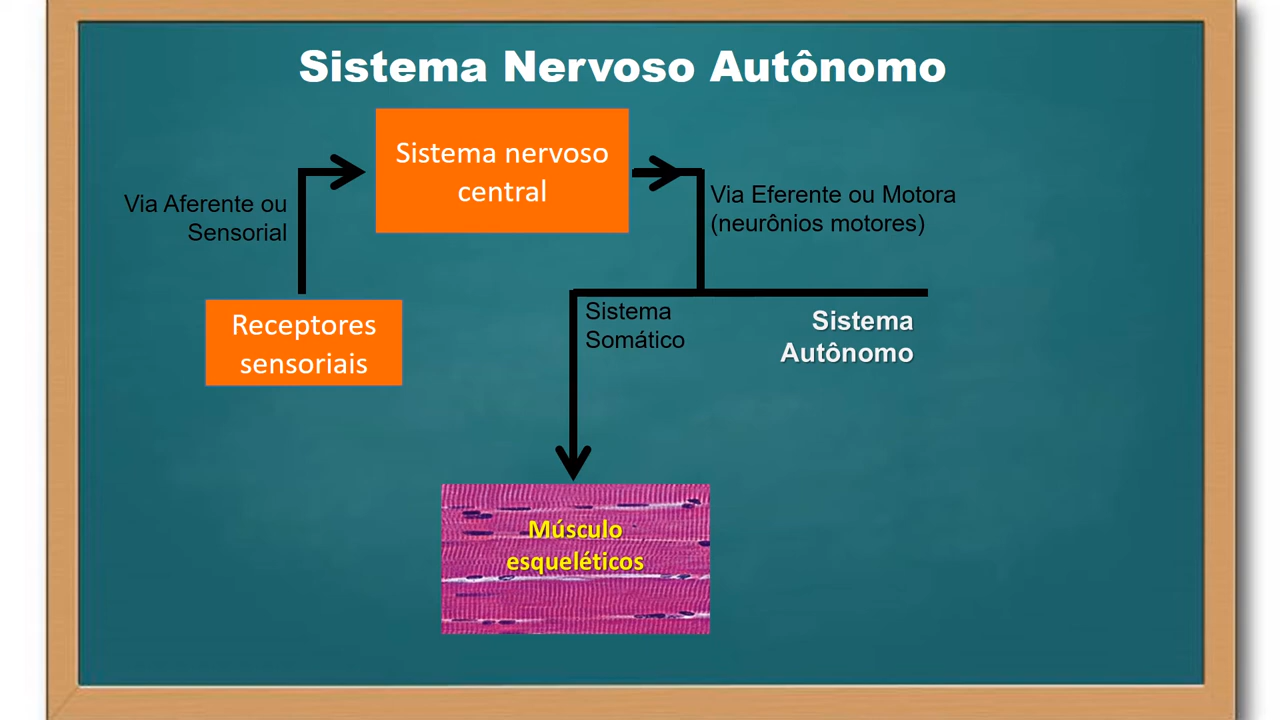 Sistema Nervoso Autônomo
Sistema nervoso
central
Via Aferente ou
Sensorial
Via Eferente ou Motora
(neurônios motores)
Receptores
sensoriais
Sistema
Somático
Sistema
Autônomo
Músculo
esqueléticos